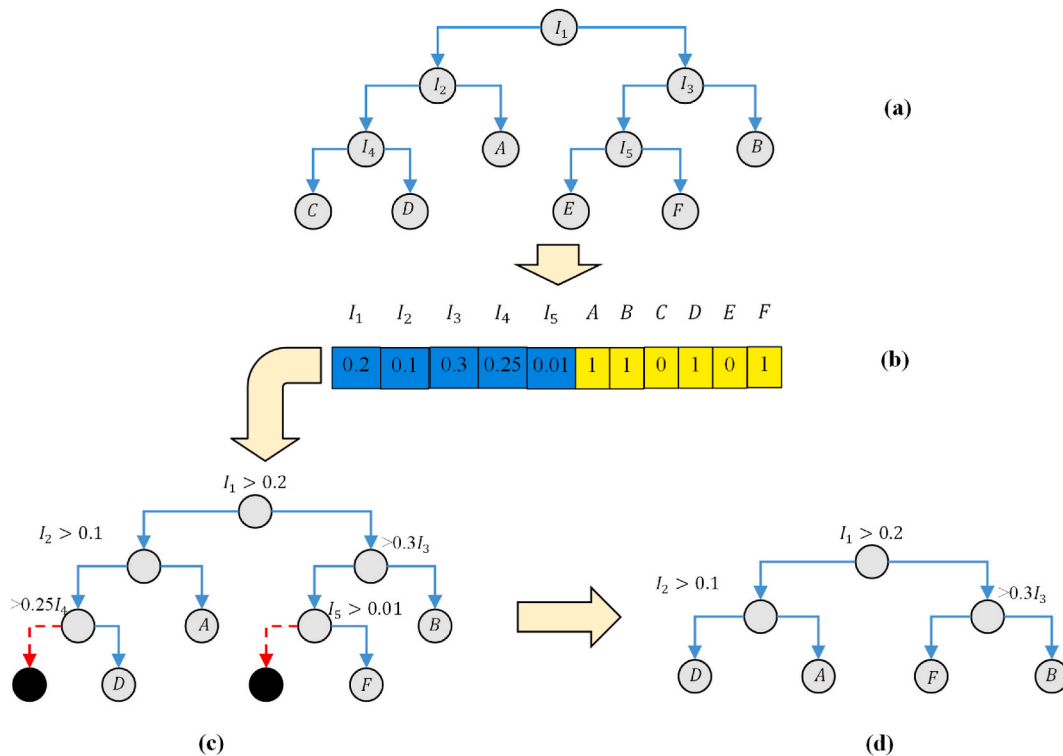 I₁
I₂ I₃
(a)
I₄ A I₅ B
C D E F
I₁ I₂ I₃ I₄ I₅ A B C D E F
0.2 0.1 0.3 0.25 0.01 1 1 0 1 0 1
(b)
I₁ > 0.2
I₂ > 0.1
>0.3I₃
>0.25I₄
A
I₅ > 0.01
B
D
F
(c)
I₁ > 0.2
I₂ > 0.1
>0.3I₃
D A F B
(d)